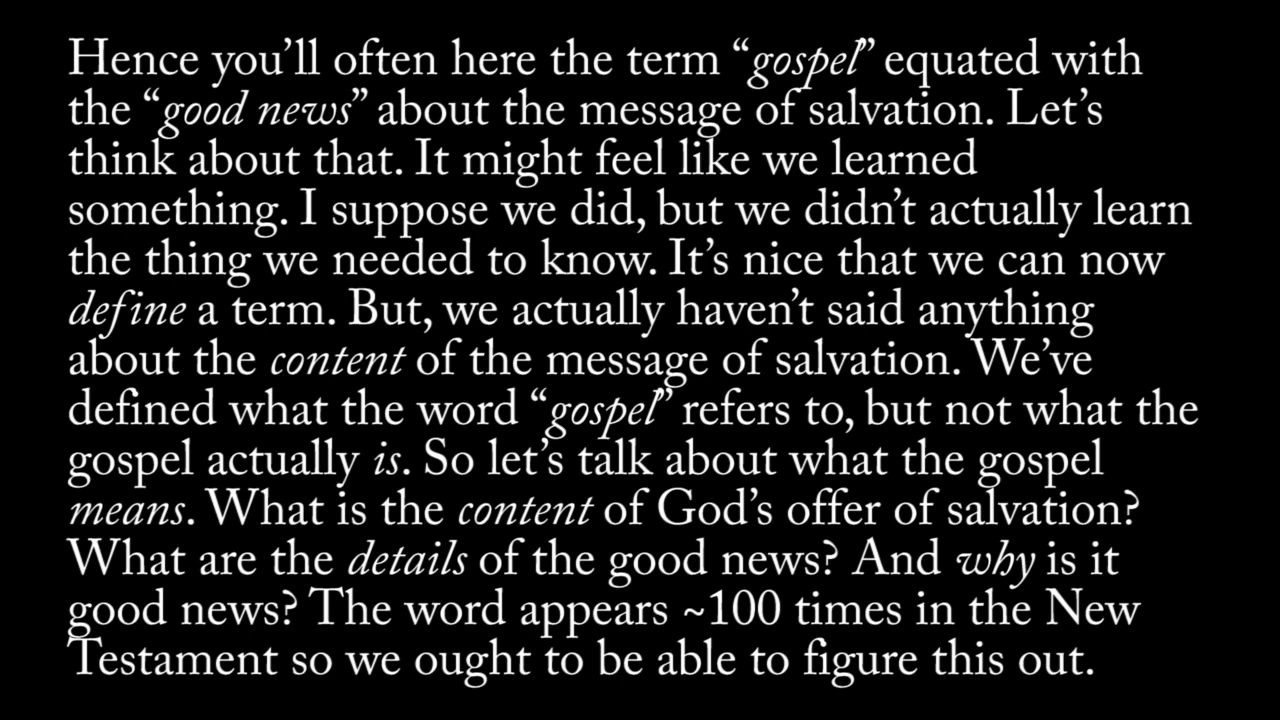 Hence you’ll often here the term “gospel” equated with
the “good news” about the message of salvation. Let’s
think about that. It might feel like we learned
something. I suppose we did, but we didn’t actually learn
the thing we needed to know. It’s nice that we can now
define a term. But, we actually haven’t said anything
about the content of the message of salvation. We’ve
defined what the word “gospel” refers to, but not what the
gospel actually is. So let’s talk about what the gospel
means. What is the content of God’s offer of salvation?
What are the details of the good news? And why is it
good news? The word appears ~100 times in the New
Testament so we ought to be able to figure this out.